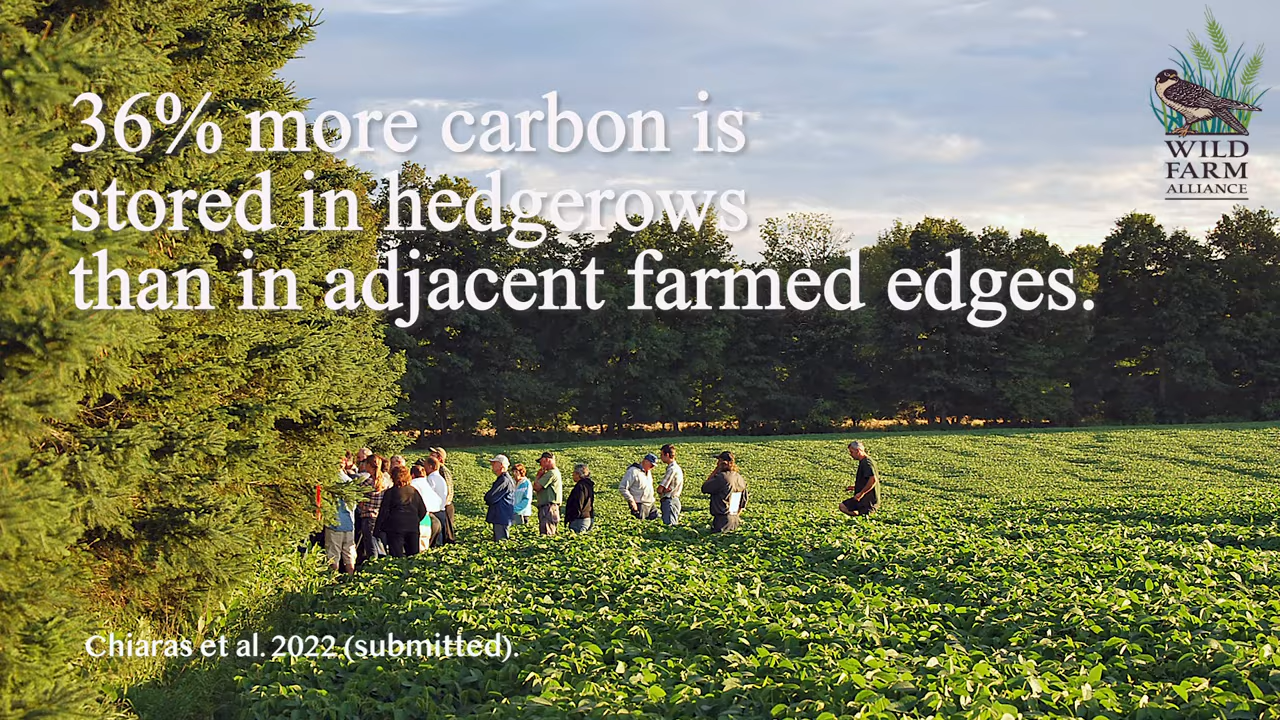 36% more carbon is
stored in hedgerows
than in adjacent farmed edges.
WILD
FARM
ALLIANCE
Chiaras et al. 2022 (submitted).